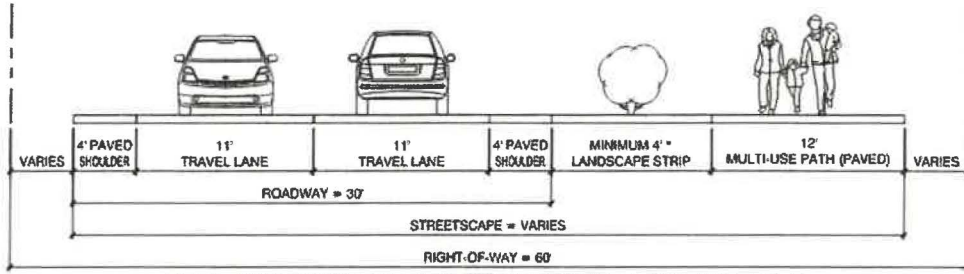 VARIES
4' PAVED
SHOULDER
11'
TRAVEL LANE
11'
TRAVEL LANE
4' PAVED
SHOULDER
MINIMUM 4' *
LANDSCAPE STRIP
12'
MULTI-USE PATH (PAVED)
VARIES
ROADWAY = 30'
STREETSCAPE = VARIES
RIGHT-OF-WAY = 60'